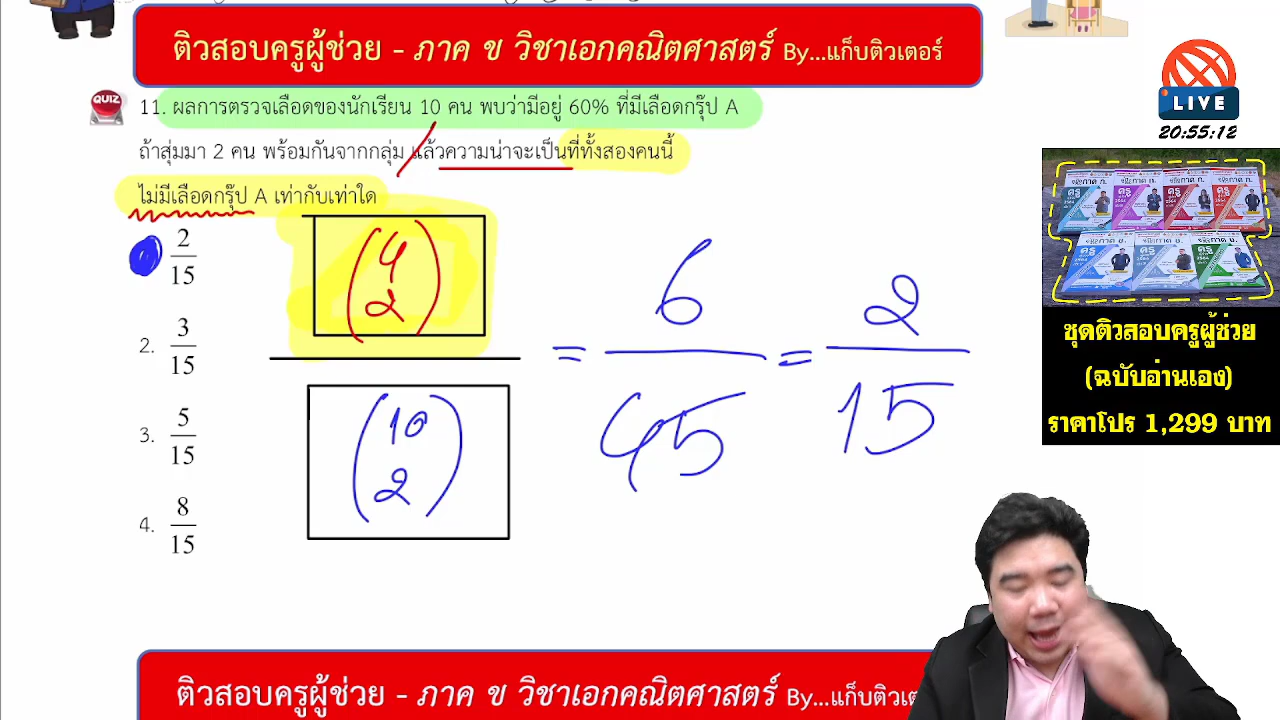 ติวสอบครูผู้ช่วย - ภาค ข วิชาเอกคณิตศาสตร์ By...แก็บติวเตอร์
QUIZ
11. ผลการตรวจเลือดของนักเรียน 10 คน พบว่ามีอยู่ 60% ที่มีเลือดกรุ๊ป A
ถ้าสุ่มมา 2 คน พร้อมกันจากกลุ่ม แล้วความน่าจะเป็นที่ทั้งสองคนนี้
ไม่มีเลือดกรุ๊ป A เท่ากับเท่าใด
2/15
2. 3/15
3. 5/15
4. 8/15
(4 2)
(10 2)
= 6/45 = 2/15
LIVE
20:55:12
ชุดติวสอบครูผู้ช่วย
(ฉบับอ่านเอง)
ราคาโปร 1,299 บาท
ติวสอบครูผู้ช่วย - ภาค ข วิชาเอกคณิตศาสตร์ By...แก็บติวเต